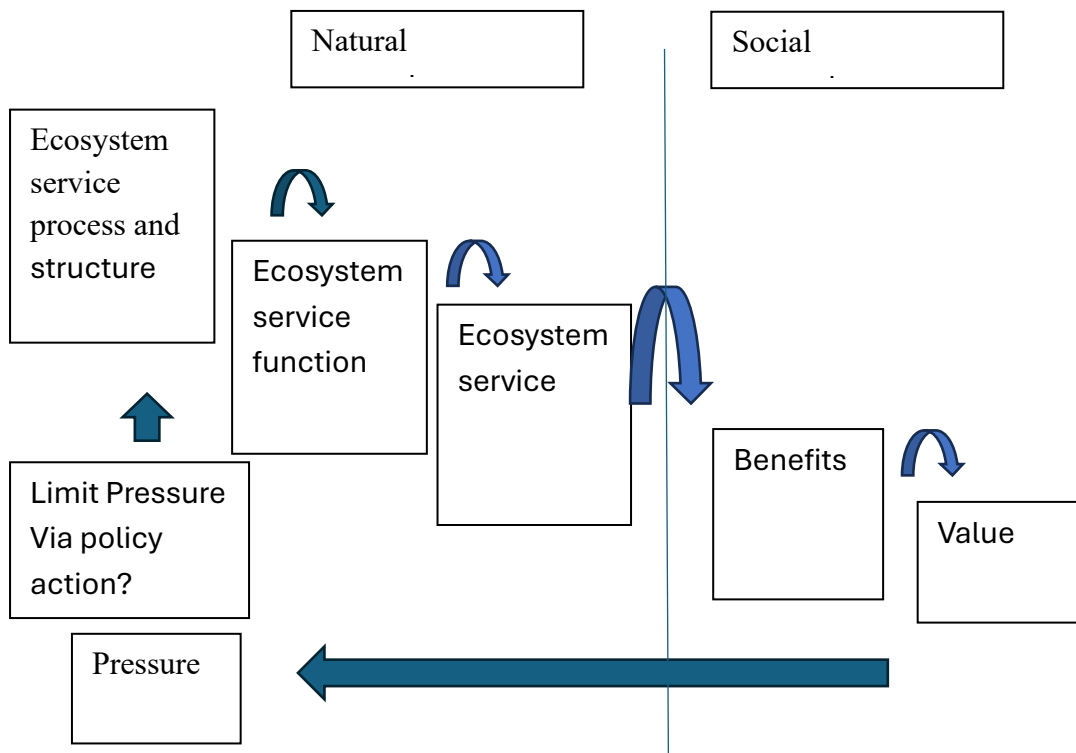 Natural
.
Social
.
Ecosystem
service
process and
structure
Ecosystem
service
function
Ecosystem
service
Benefits
Value
Limit Pressure
Via policy
action?
Pressure